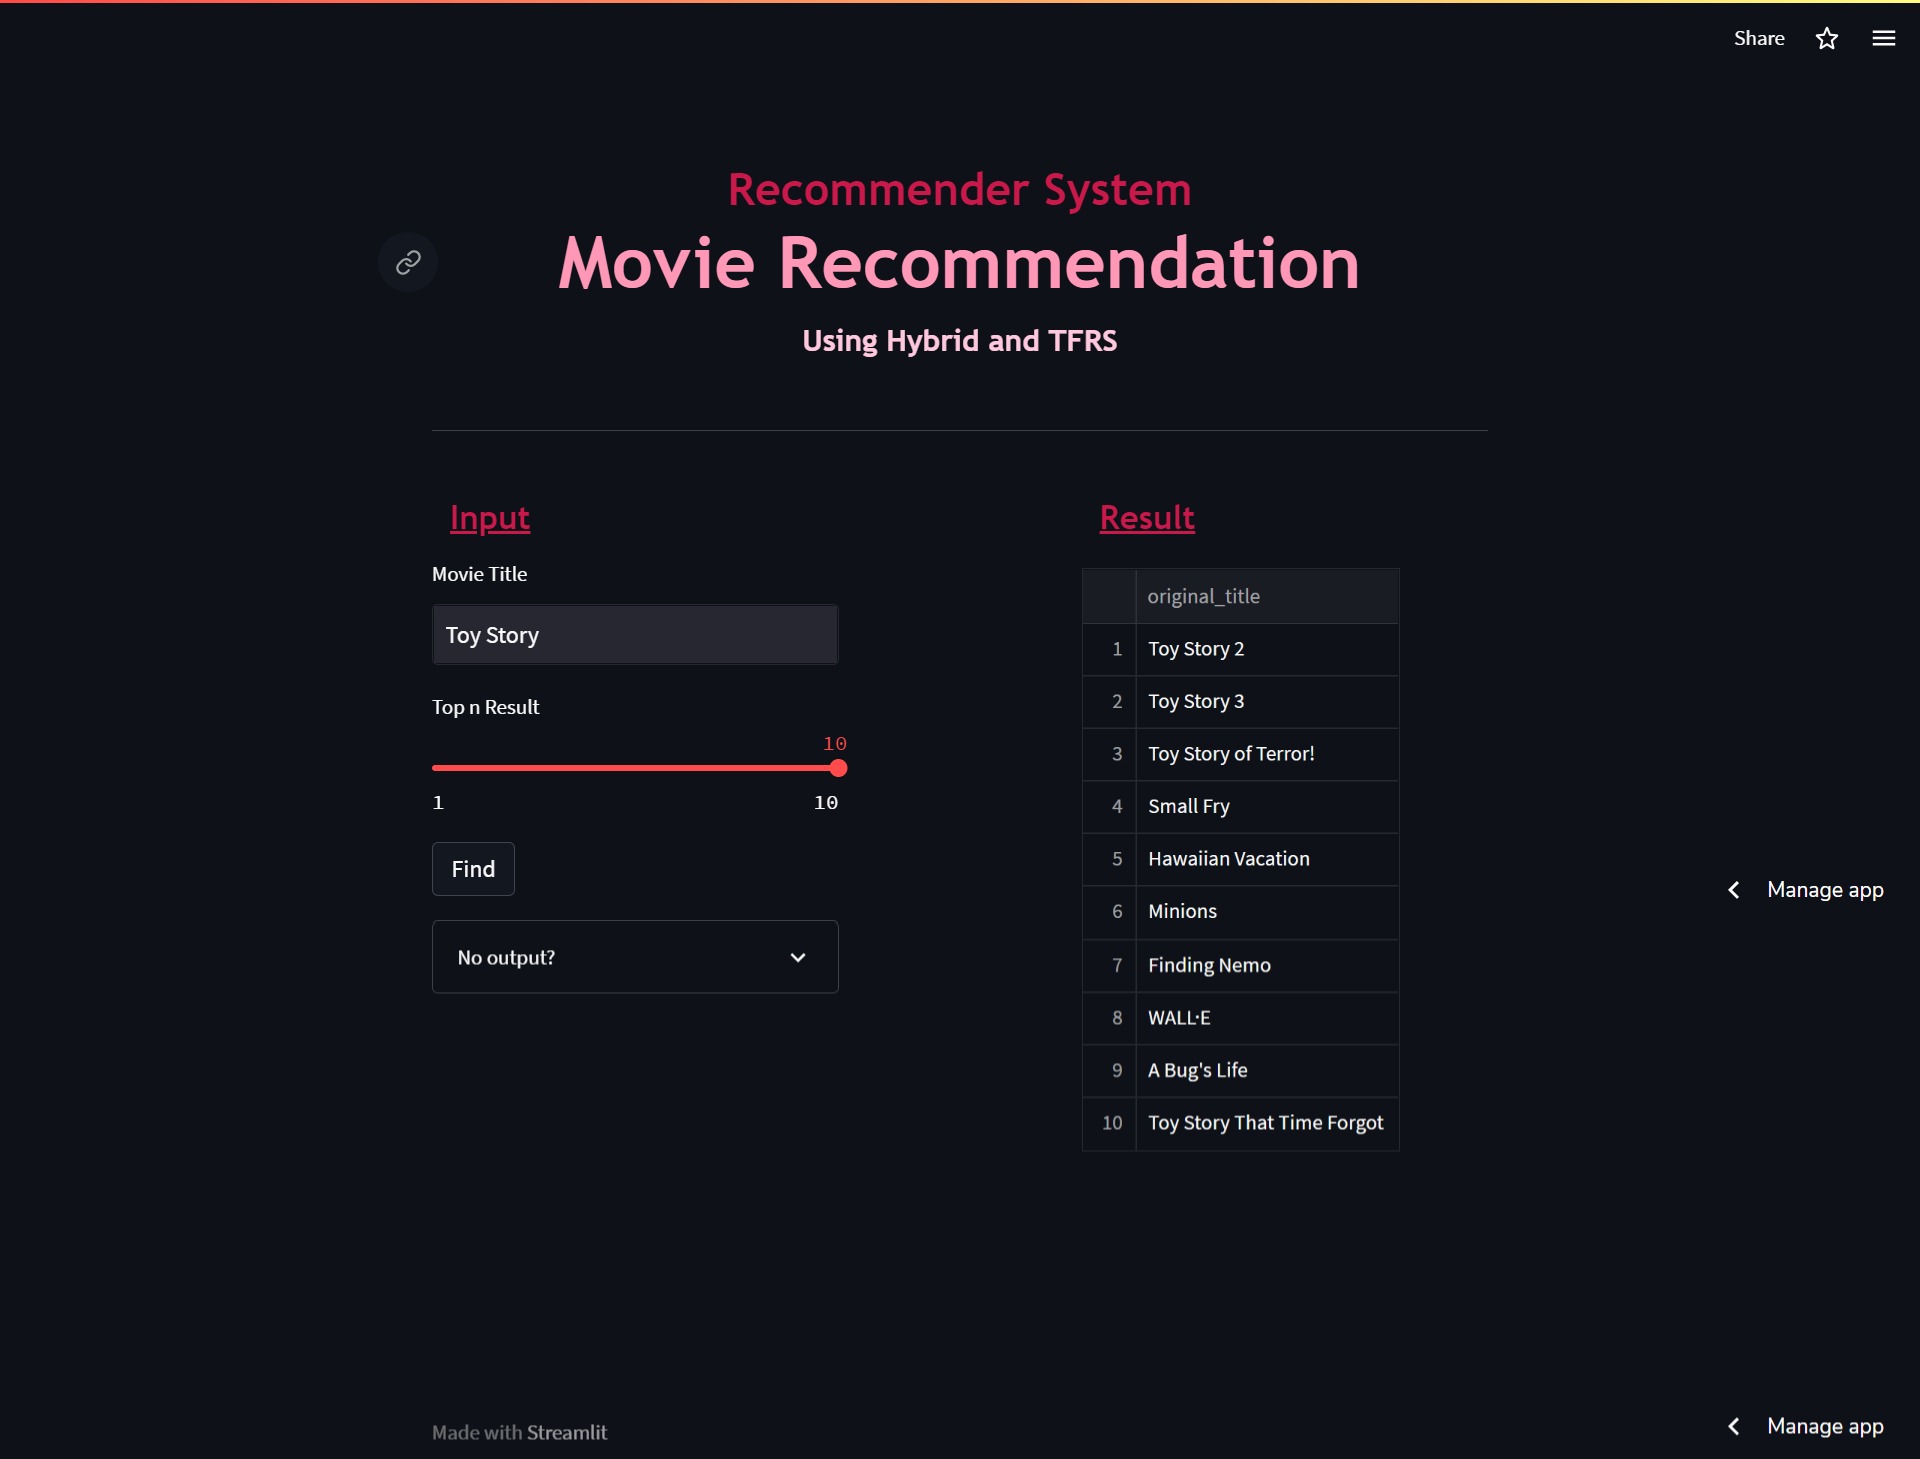 Share
Recommender System
Movie Recommendation
Using Hybrid and TFRS
Input
Movie Title
Toy Story
Top n Result
10
1 10
Find
No output?
Result
original_title
1 Toy Story 2
2 Toy Story 3
3 Toy Story of Terror!
4 Small Fry
5 Hawaiian Vacation
6 Minions
7 Finding Nemo
8 WALL·E
9 A Bug's Life
10 Toy Story That Time Forgot
Manage app
Made with Streamlit
Manage app